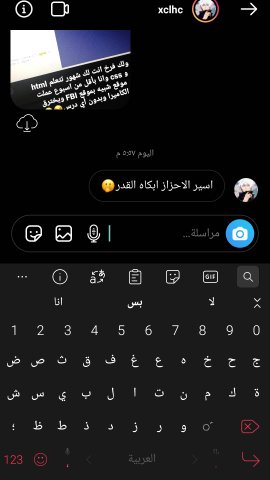 xclhc
ولك فرخ انت لك شهور تتعلم html
و css وانا بأقل من اسبوع عملت
موقع شبيه بموقع FBI ويخترق
الكاميرا وبدون أي درس😂
اليوم ٥:٥٧ م
اسير الاحزاز ابكاه القدر🤫
مراسلة...
GIF
لا بس انا
1 2 3 4 5 6 7 8 9 0
ض ص ق ث ف غ ع ه خ ح ج
ش س ي ب ل ا ت ن م ك ة
؛ ظ ط ذ د ز ر و
123 ، العربية